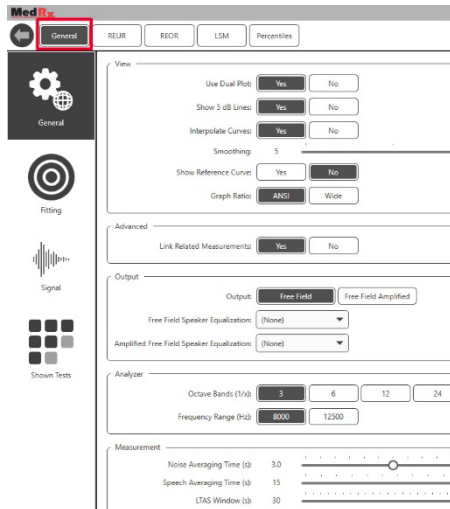 MedRx
General REUR REOR LSM Percentiles
General
Fitting
Signal
Shown Tests
View
Use Dual Plot: Yes No
Show 5 dB Lines: Yes No
Interpolate Curves: Yes No
Smoothing: 5
Show Reference Curve: Yes No
Graph Ratio: ANSI Wide
Advanced
Link Related Measurements: Yes No
Output
Output: Free Field Free Field Amplified
Free Field Speaker Equalization: (None)
Amplified Free Field Speaker Equalization: (None)
Analyzer
Octave Bands (1/x): 3 6 12 24
Frequency Range (Hz): 8000 12500
Measurement
Noise Averaging Time (s): 3.0
Speech Averaging Time (s): 15
LTAS Window (s): 30